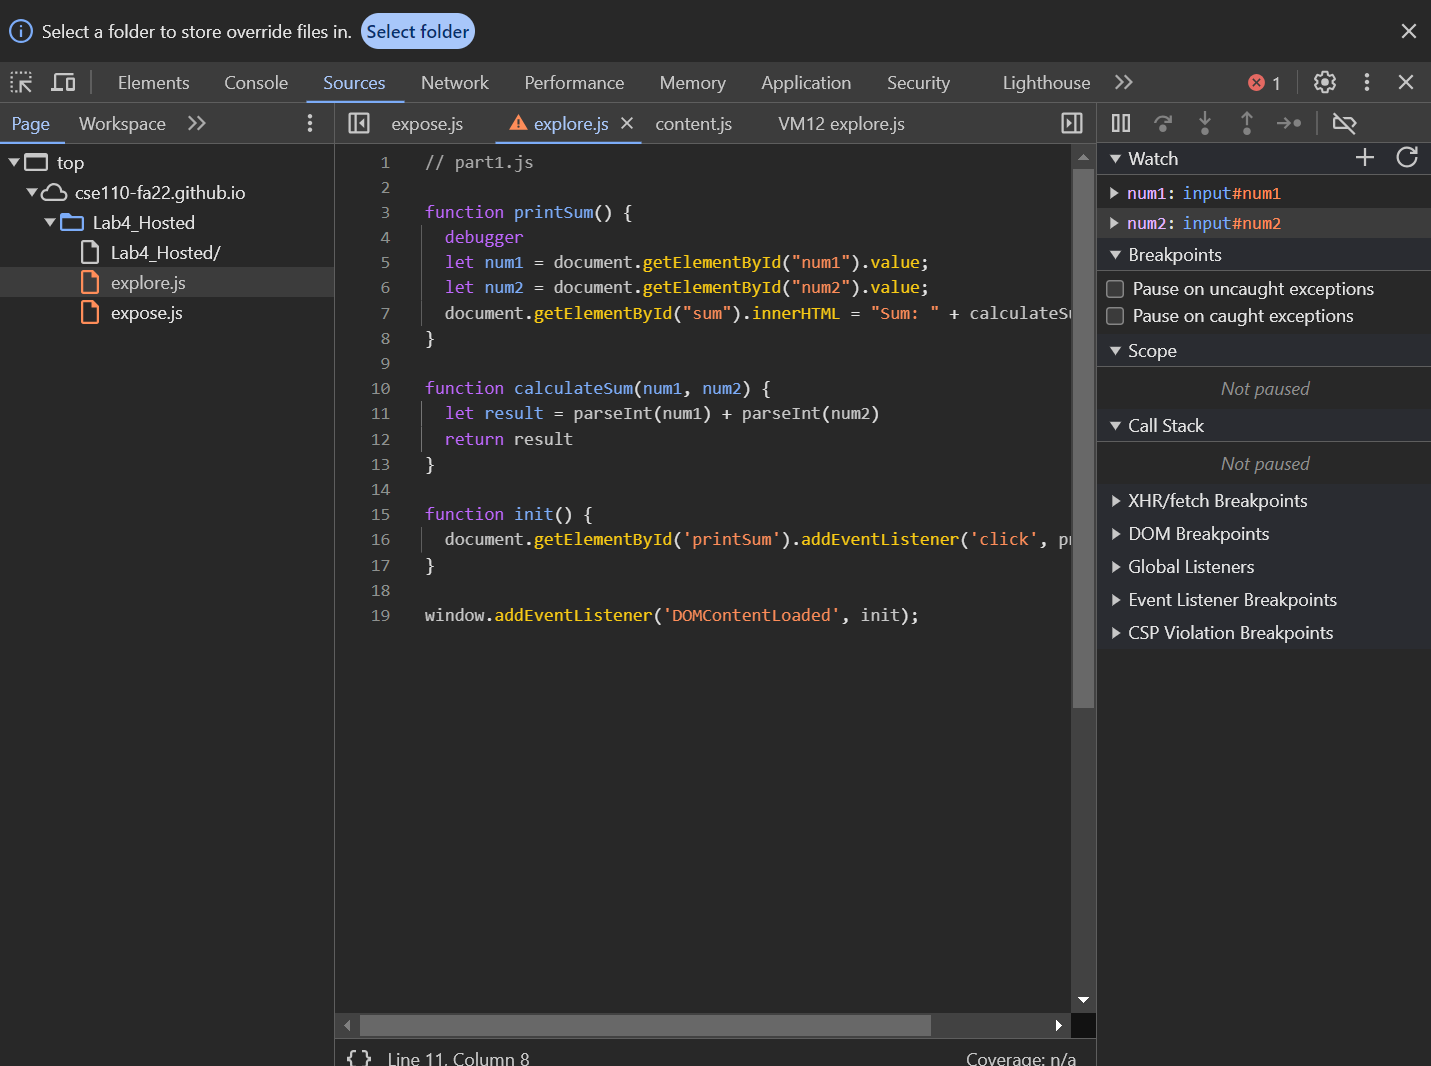 Select a folder to store override files in. Select folder
Elements Console Sources Network Performance Memory Application Security Lighthouse 1
Page Workspace
top
cse110-fa22.github.io
Lab4_Hosted
Lab4_Hosted/
explore.js
expose.js
expose.js explore.js content.js VM12 explore.js
1 // part1.js
2
3 function printSum() {
4 debugger
5 let num1 = document.getElementById("num1").value;
6 let num2 = document.getElementById("num2").value;
7 document.getElementById("sum").innerHTML = "Sum: " + calculateSu
8 }
9
10 function calculateSum(num1, num2) {
11 let result = parseInt(num1) + parseInt(num2)
12 return result
13 }
14
15 function init() {
16 document.getElementById('printSum').addEventListener('click', pr
17 }
18
19 window.addEventListener('DOMContentLoaded', init);
{} Line 11, Column 8 Coverage: n/a
Watch
num1: input#num1
num2: input#num2
Breakpoints
Pause on uncaught exceptions
Pause on caught exceptions
Scope
Not paused
Call Stack
Not paused
XHR/fetch Breakpoints
DOM Breakpoints
Global Listeners
Event Listener Breakpoints
CSP Violation Breakpoints